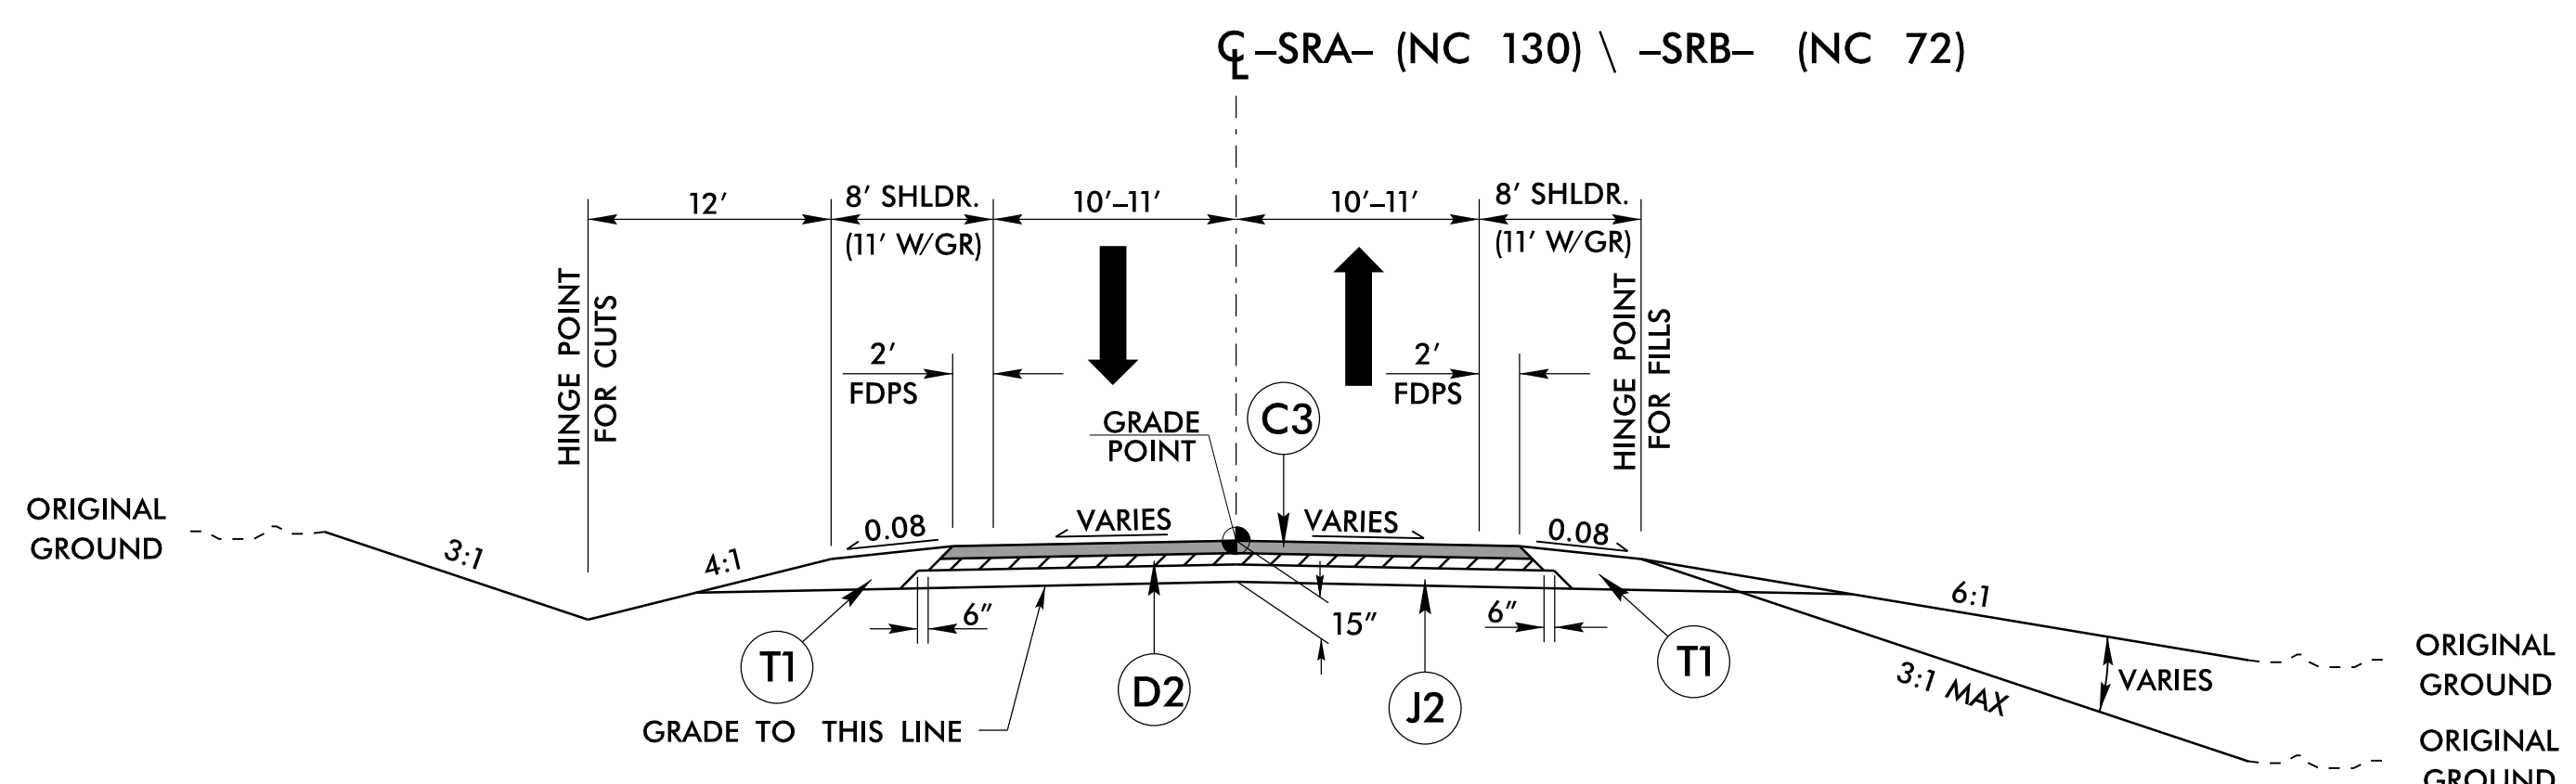 ℄ –SRA– (NC 130) \ –SRB– (NC 72)
12' 8' SHLDR. 10'–11' 10'–11' 8' SHLDR.
(11' W/GR) (11' W/GR)
HINGE POINT
FOR CUTS
HINGE POINT
FOR FILLS
2'
FDPS
2'
FDPS
GRADE
POINT
C3
ORIGINAL
GROUND
3:1
4:1
0.08
VARIES
VARIES
0.08
6:1
6"
15"
6"
T1
D2
J2
T1
3:1 MAX
VARIES
ORIGINAL
GROUND
GRADE TO THIS LINE
ORIGINAL
GROUND